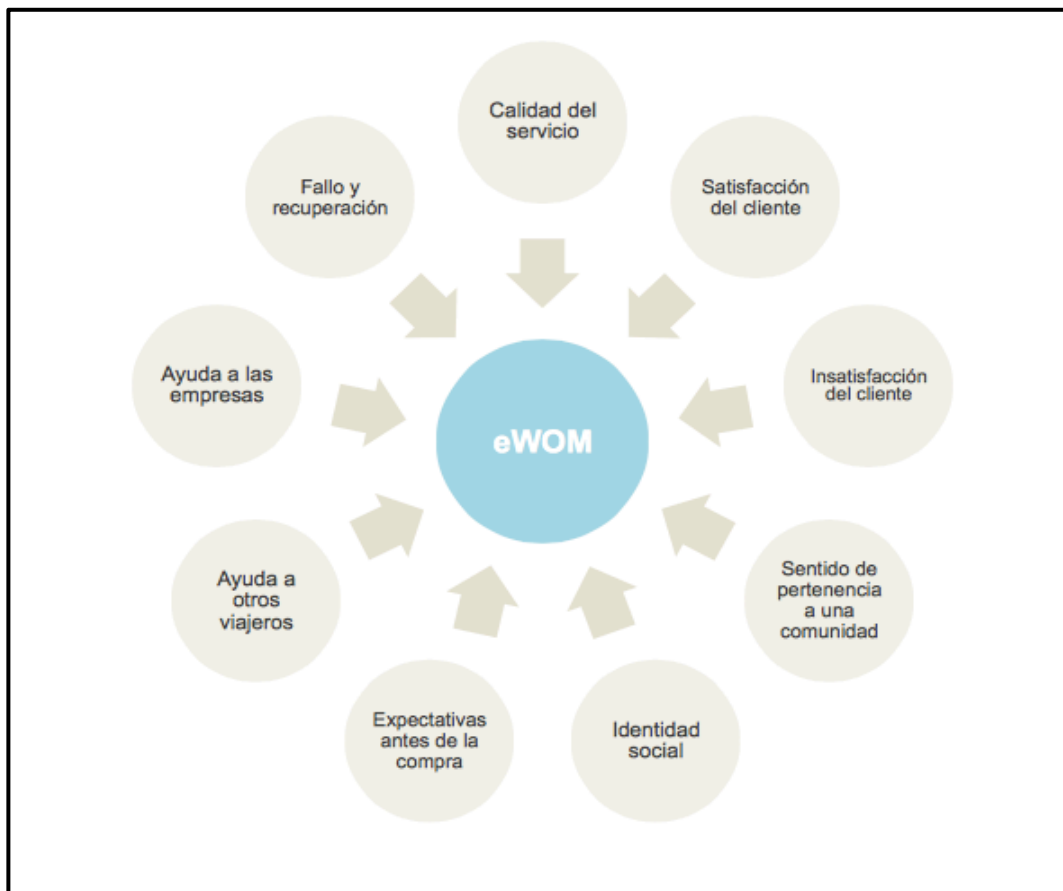 Calidad del
servicio
Satisfacción
del cliente
Insatisfacción
del cliente
Sentido de
pertenencia
a una
comunidad
Identidad
social
Expectativas
antes de la
compra
Ayuda a
otros
viajeros
Ayuda a las
empresas
Fallo y
recuperación
eWOM